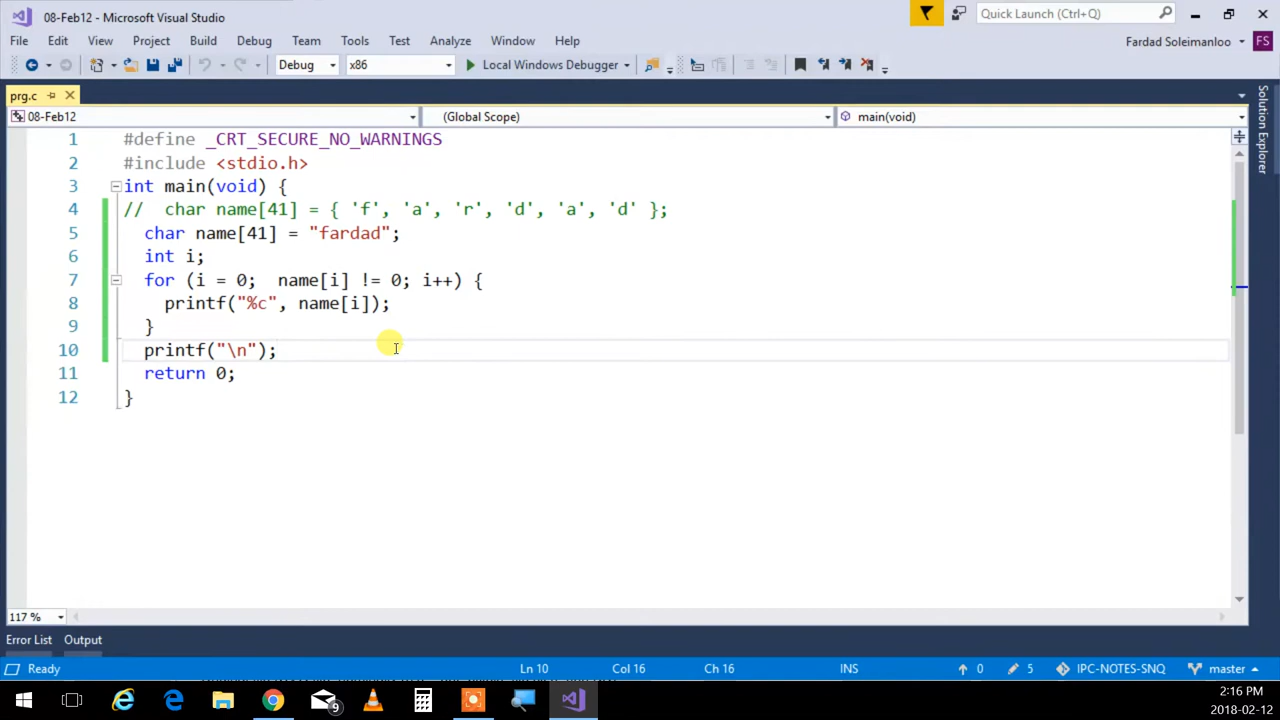 08-Feb12 - Microsoft Visual Studio
Quick Launch (Ctrl+Q)
File Edit View Project Build Debug Team Tools Test Analyze Window Help
Fardad Soleimanloo FS
Debug x86 Local Windows Debugger
prg.c
08-Feb12 (Global Scope) main(void)
1 #define _CRT_SECURE_NO_WARNINGS
2 #include <stdio.h>
3 int main(void) {
4 //  char name[41] = { 'f', 'a', 'r', 'd', 'a', 'd' };
5   char name[41] = "fardad";
6   int i;
7   for (i = 0;  name[i] != 0; i++) {
8     printf("%c", name[i]);
9   }
10   printf("\n");
11   return 0;
12 }
Solution Explorer
117 %
Error List Output
Ready Ln 10 Col 16 Ch 16 INS 0 5 IPC-NOTES-SNQ master
9
2:16 PM
2018-02-12